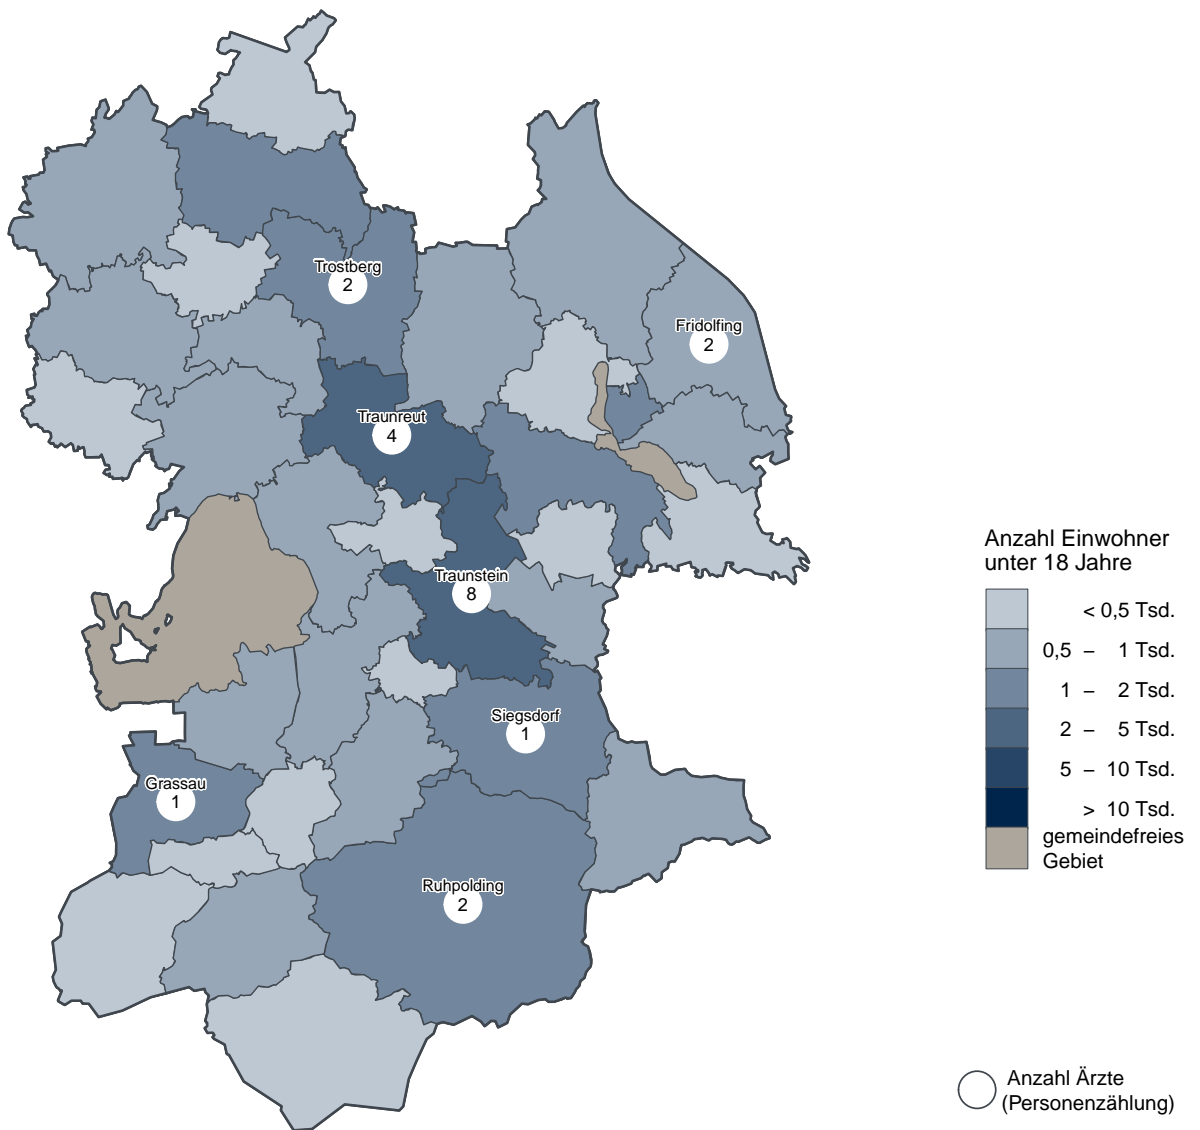 Trostberg
2
Fridolfing
2
Traunreut
4
Traunstein
8
Siegsdorf
1
Grassau
1
Ruhpolding
2
Anzahl Einwohner
unter 18 Jahre
< 0,5 Tsd.
0,5 – 1 Tsd.
1 – 2 Tsd.
2 – 5 Tsd.
5 – 10 Tsd.
> 10 Tsd.
gemeindefreies
Gebiet
Anzahl Ärzte
(Personenzählung)